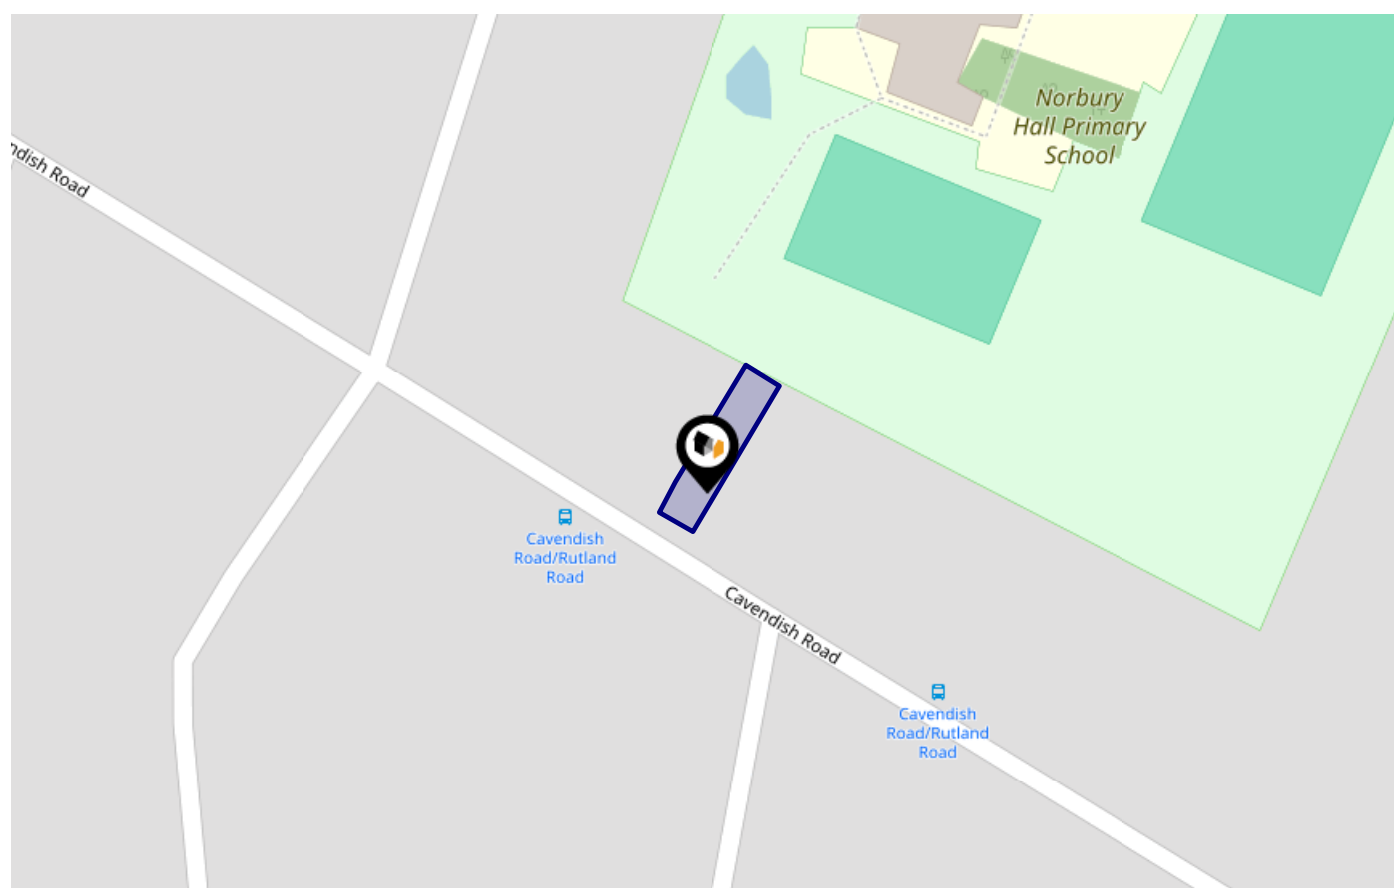 ndish Road
Norbury
Hall Primary
School
Cavendish
Road/Rutland
Road
Cavendish Road
Cavendish
Road/Rutland
Road